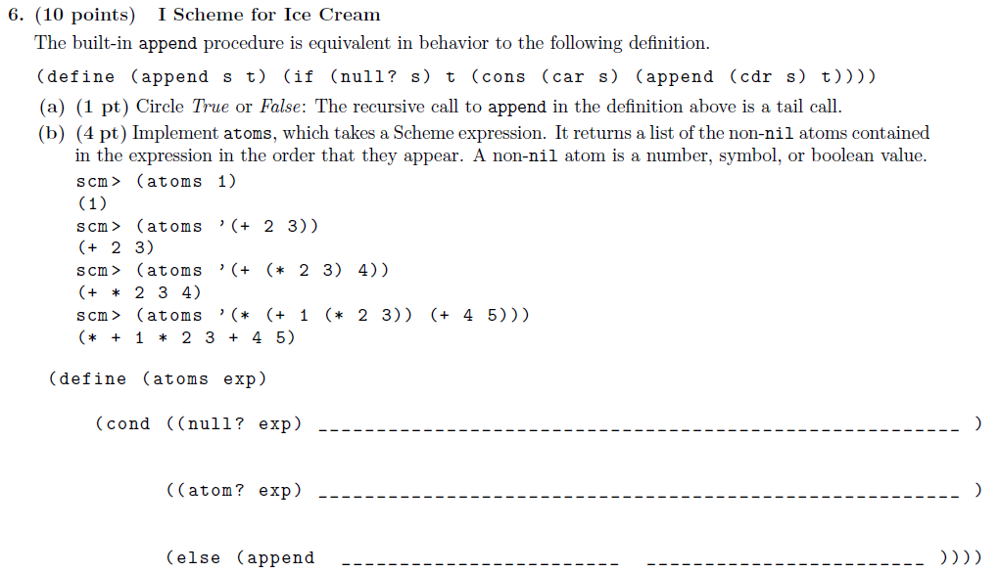 6. (10 points) I Scheme for Ice Cream
The built-in append procedure is equivalent in behavior to the following definition.
(define (append s t) (if (null? s) t (cons (car s) (append (cdr s) t))))
(a) (1 pt) Circle True or False: The recursive call to append in the definition above is a tail call.
(b) (4 pt) Implement atoms, which takes a Scheme expression. It returns a list of the non-nil atoms contained
in the expression in the order that they appear. A non-nil atom is a number, symbol, or boolean value.
scm> (atoms 1)
(1)
scm> (atoms '(+ 2 3))
(+ 2 3)
scm> (atoms '(+ (* 2 3) 4))
(+ * 2 3 4)
scm> (atoms '(* (+ 1 (* 2 3)) (+ 4 5)))
(* + 1 * 2 3 + 4 5)
(define (atoms exp)
(cond ((null? exp) _______________________________________________________ )
((atom? exp) _______________________________________________________ )
(else (append ________________________ ________________________ ))))